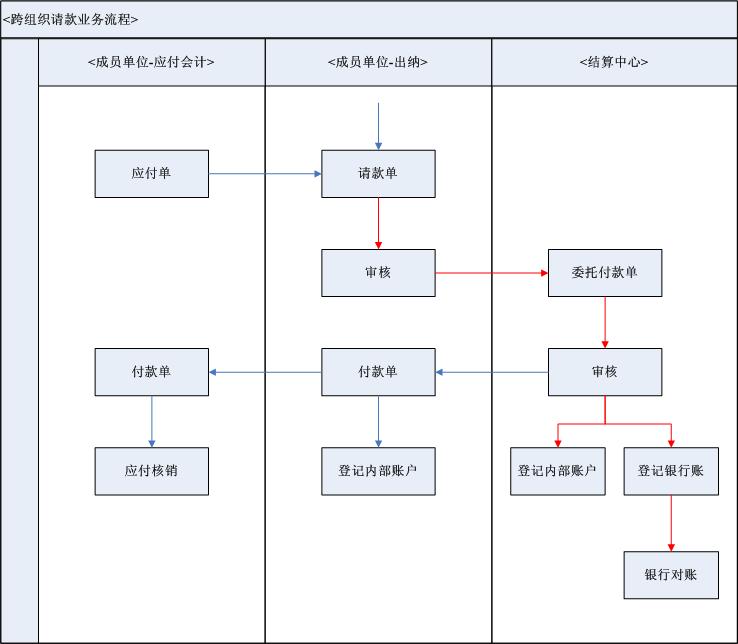 <跨组织请款业务流程>
<成员单位-应付会计>
<成员单位-出纳>
<结算中心>
应付单
请款单
审核
委托付款单
付款单
付款单
审核
应付核销
登记内部账户
登记内部账户
登记银行账
银行对账